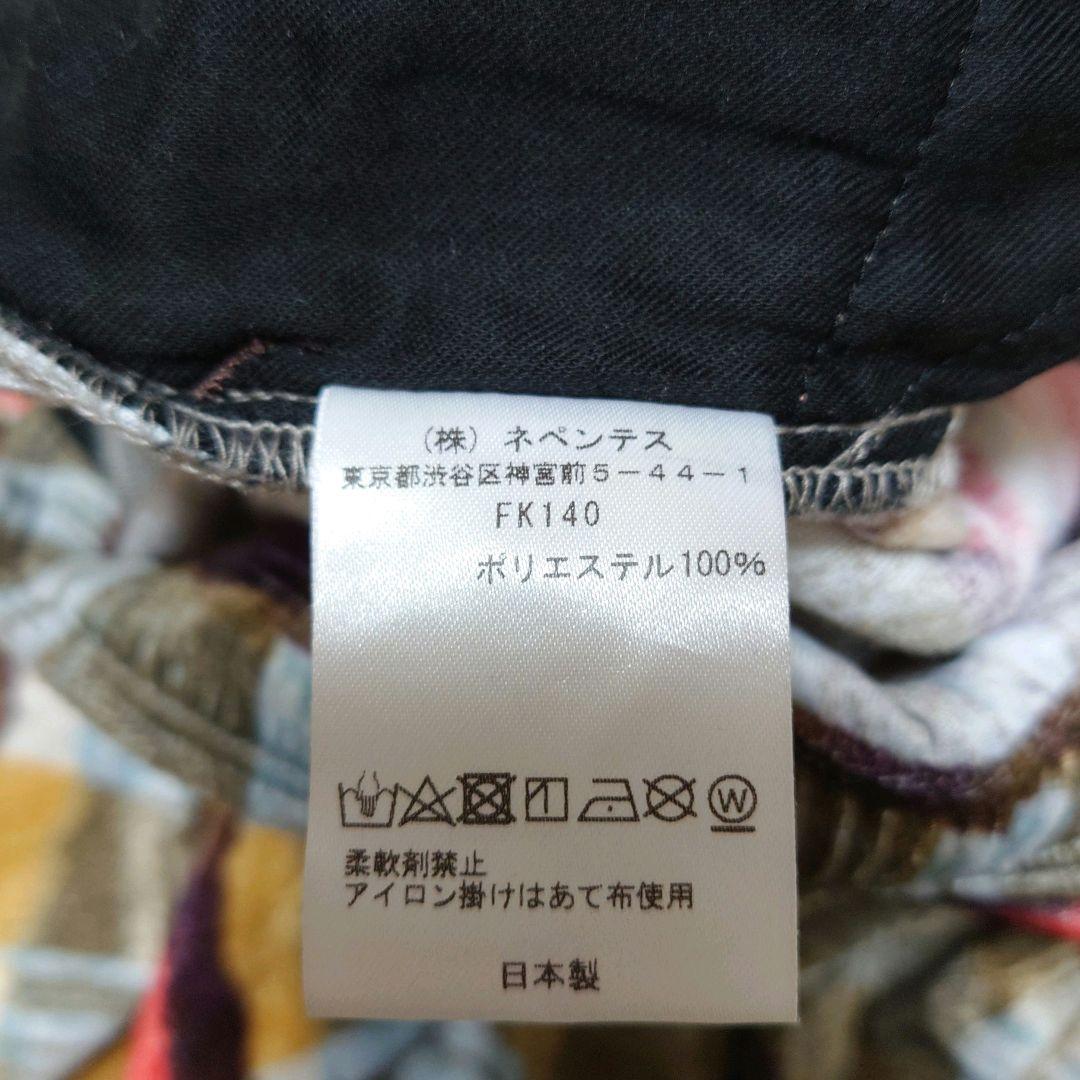 (株) ネペンテス
東京都渋谷区神宮前5-44-1
FK140
ポリエステル100%
W
柔軟剤禁止
アイロン掛けはあて布使用
日本製